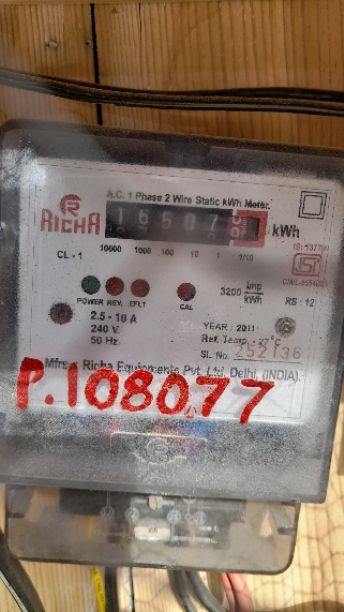 A.C. 1 Phase 2 Wire Static kWh Meter.
RICHA
16507
kWh
IS:13779
CL - 1
10000 1000 100 10 1 1/10
POWER REV. EFLT CAL
3200 imp/kWh
RS : 12
2.5 - 10 A
240 V.
50 Hz.
YEARE : 2011
Ref. Temp. 27°C
SL. No. 252136
Mfrs. Richa Equipments Pvt. Ltd. Delhi, (INDIA).
P.108077